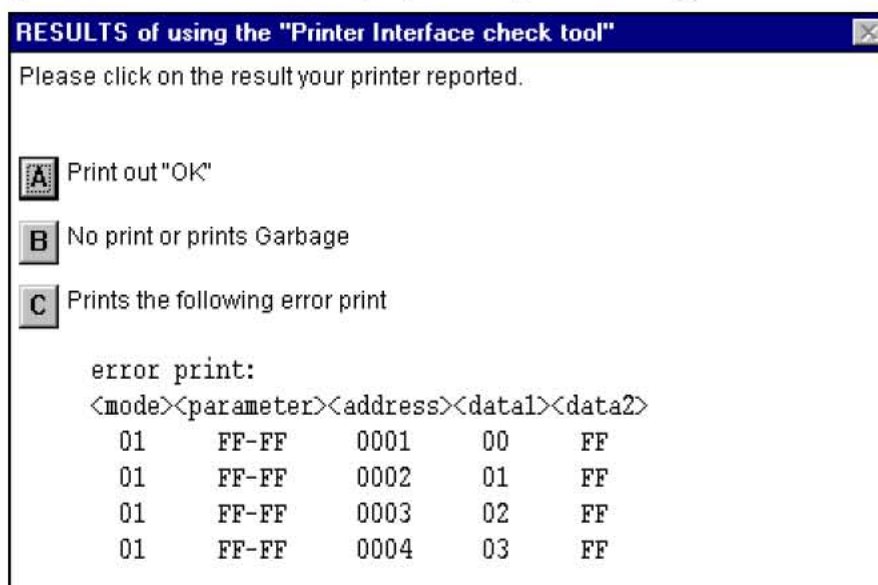 RESULTS of using the "Printer Interface check tool"
Please click on the result your printer reported.
A Print out "OK"
B No print or prints Garbage
C Prints the following error print
error print:
<mode><parameter><address><data1><data2>
01 FF-FF 0001 00 FF
01 FF-FF 0002 01 FF
01 FF-FF 0003 02 FF
01 FF-FF 0004 03 FF